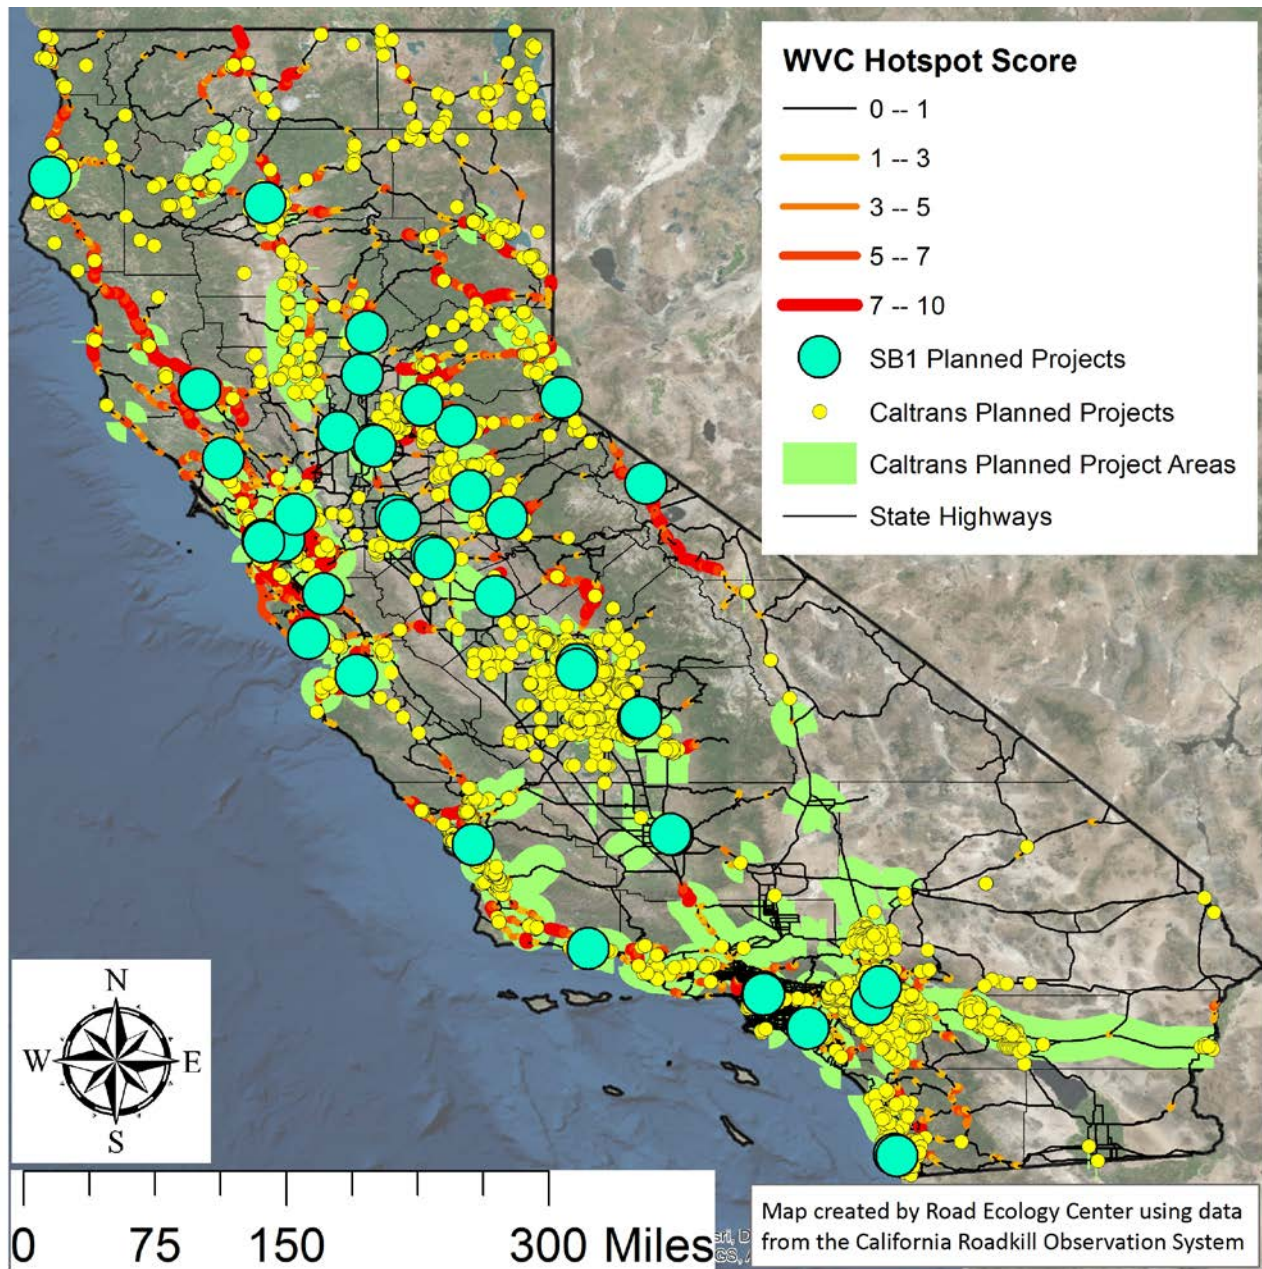 WVC Hotspot Score
0 -- 1
1 -- 3
3 -- 5
5 -- 7
7 -- 10
SB1 Planned Projects
Caltrans Planned Projects
Caltrans Planned Project Areas
State Highways
N
W E
S
0 75 150 300 Miles
Map created by Road Ecology Center using data
from the California Roadkill Observation System